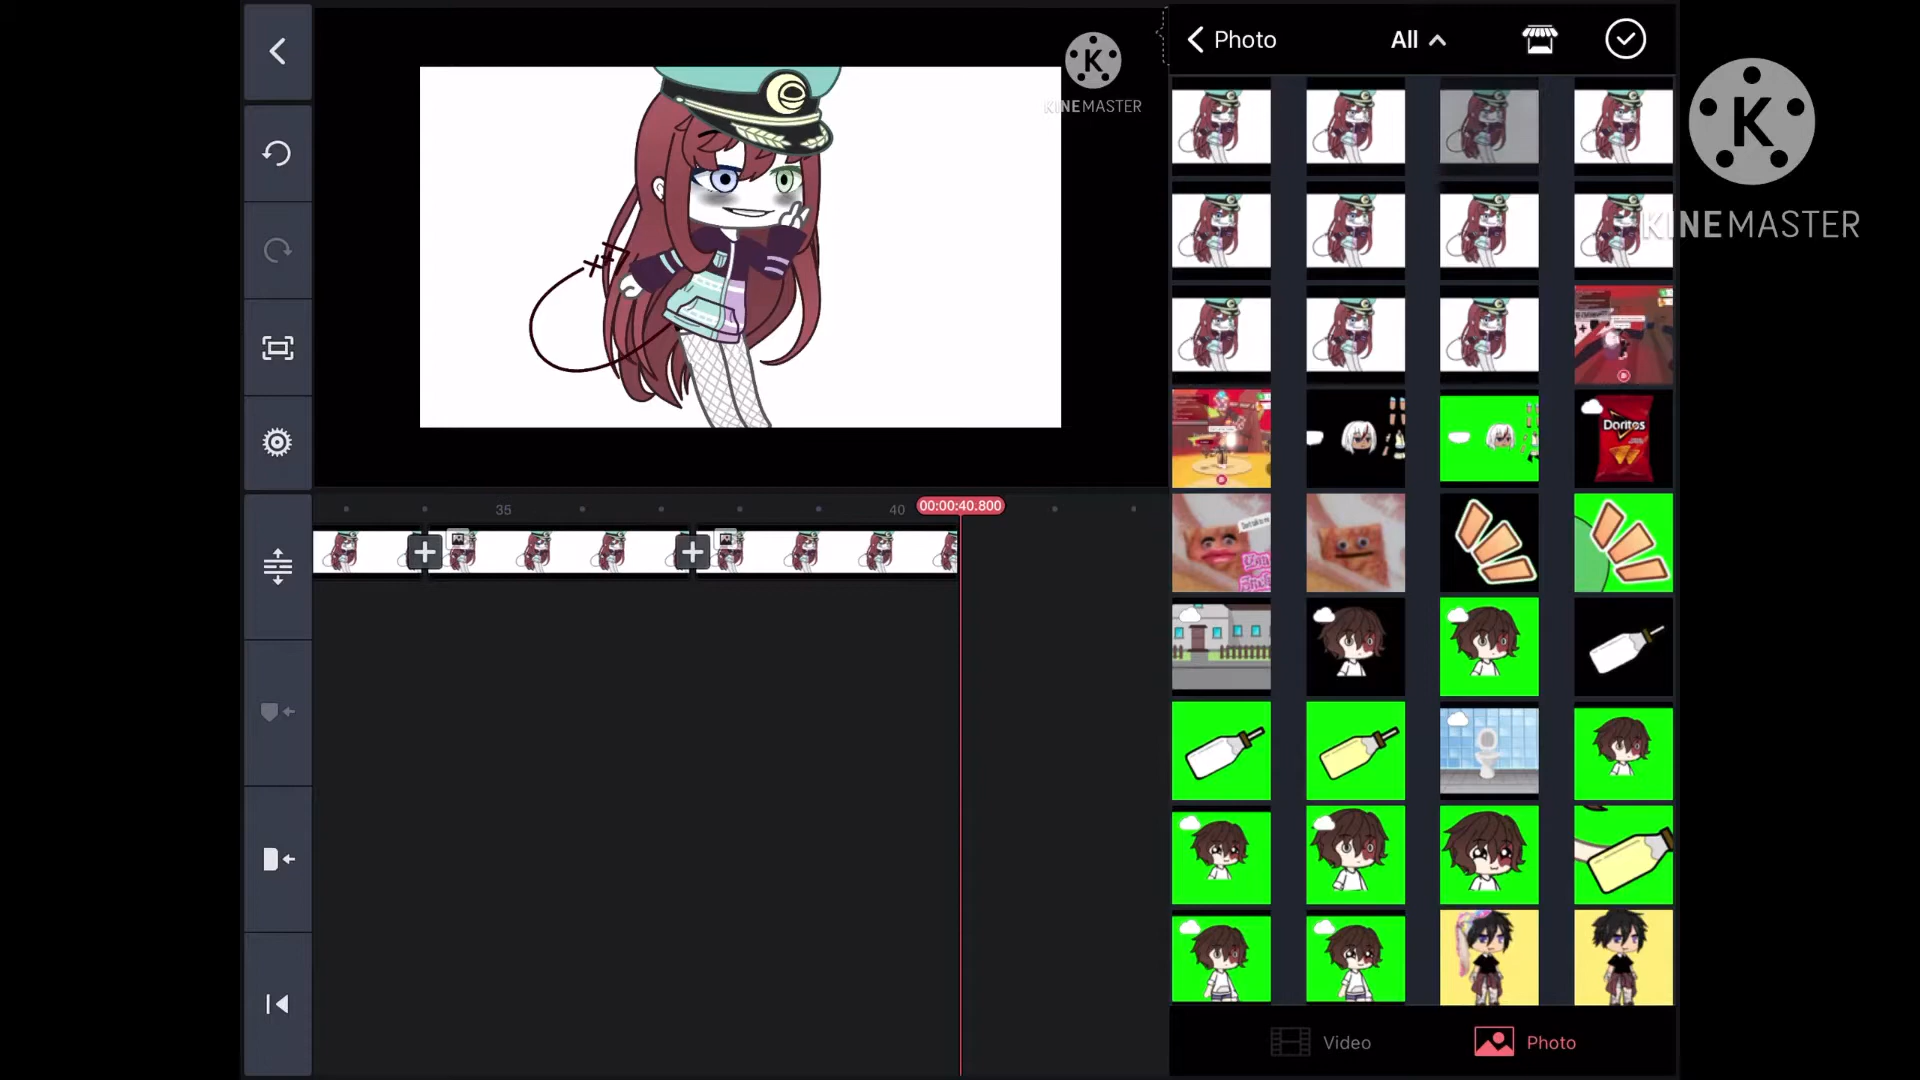 Photo
All
KINEMASTER
KINEMASTER
35
40
00:00:40.800
Doritos
Video
Photo